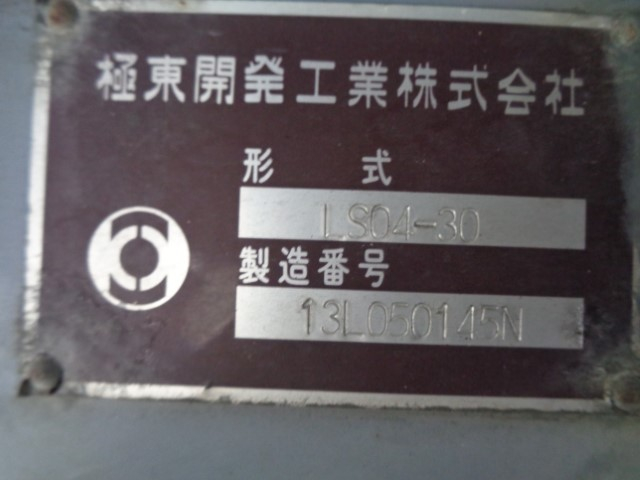 極東開発工業株式会社
形 式
LS04-30
製造番号
13L050145N